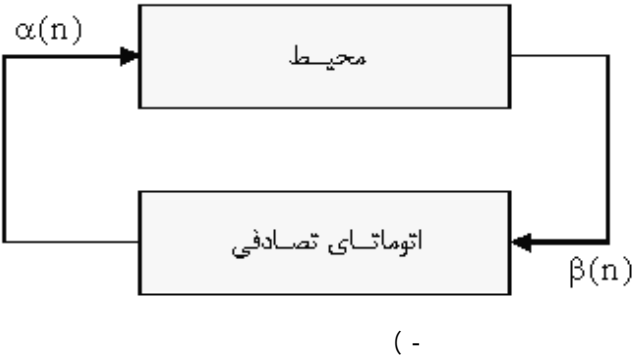 α(n)
محیط
اتوماتای تصادفی
β(n)
( -